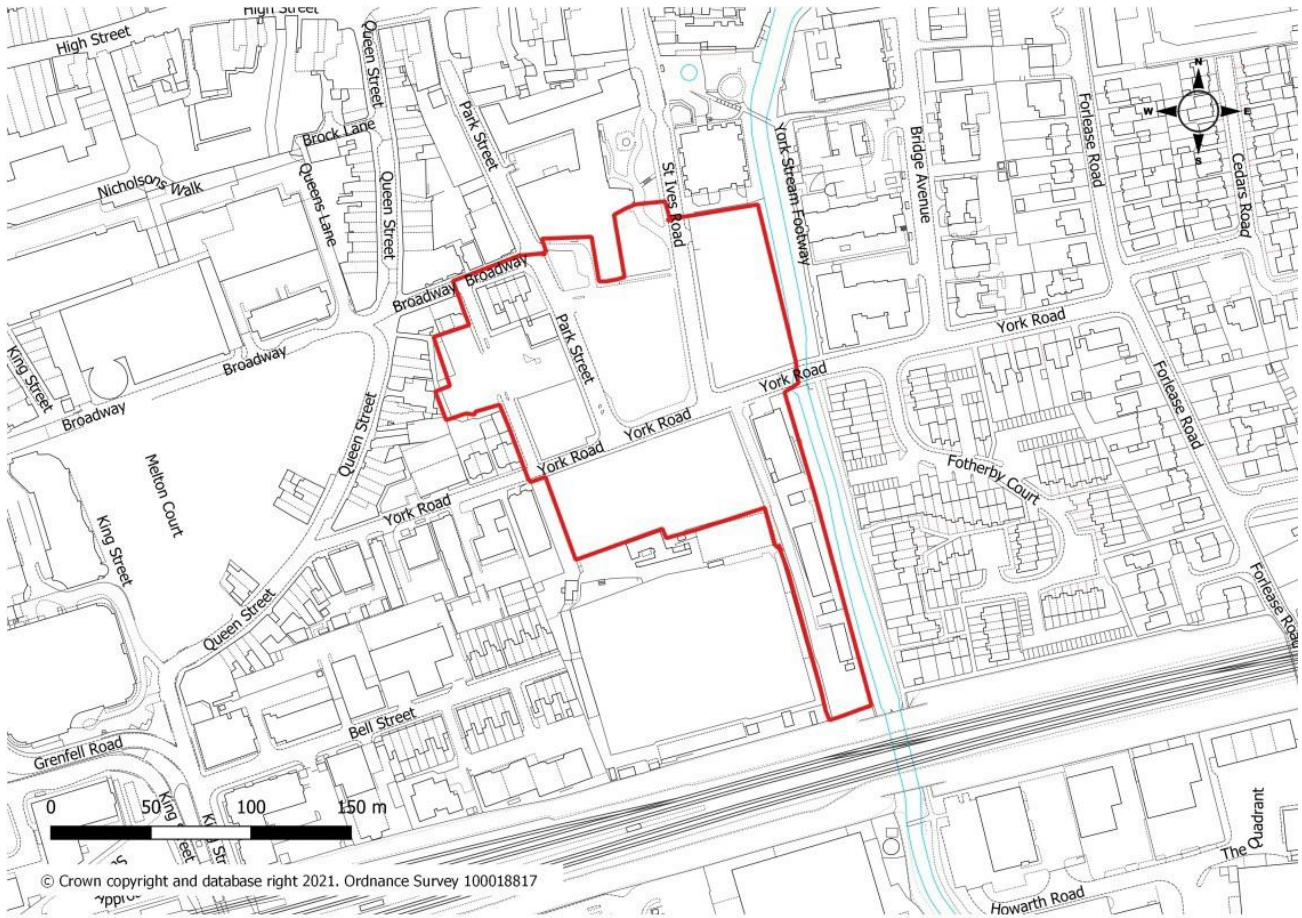 High Street
High Street
Queen Street
Park Street
N
W
E
S
Brock Lane
Nicholsons Walk
Queens Lane
Queen Street
St Ives Road
York Stream Footway
Bridge Avenue
Forlease Road
Cedars Road
Broadway
Broadway
Park Street
York Road
King Street
Broadway
Broadway
York Road
York Road
Forlease Road
Queen Street
Melton Court
York Road
Fotherby Court
York Road
King Street
Queen Street
Forlease Road
Bell Street
Grenfell Road
0 50 100 150 m
King Street
The Quadrant
© Crown copyright and database right 2021. Ordnance Survey 100018817
Howarth Road